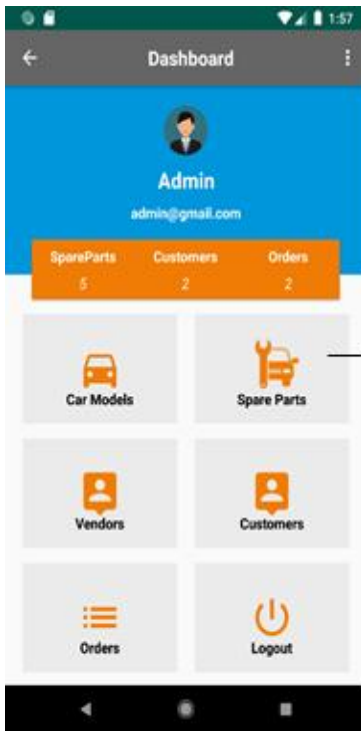 1:57
Dashboard
Admin
admin@gmail.com
SpareParts Customers Orders
5 2 2
Car Models Spare Parts
Vendors Customers
Orders Logout